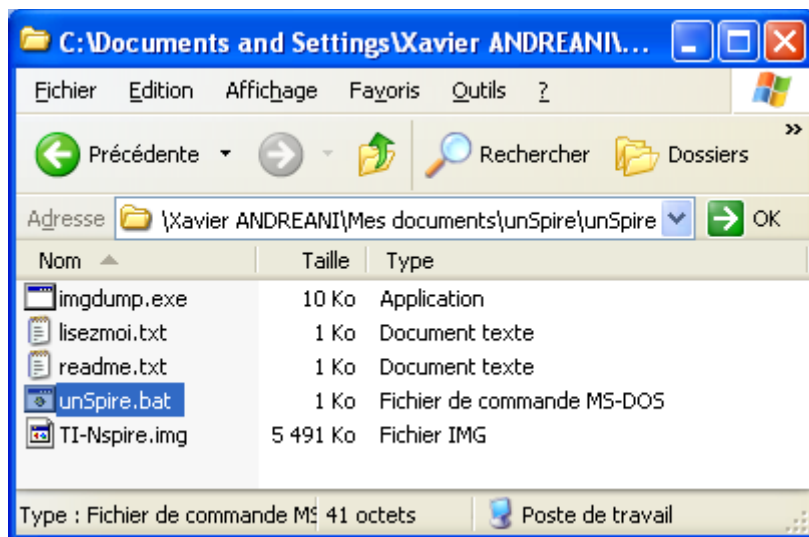 C:\Documents and Settings\Xavier ANDREANI\...
Fichier Edition Affichage Favoris Outils ?
Précédente Rechercher Dossiers »
Adresse \Xavier ANDREANI\Mes documents\unSpire\unSpire OK
Nom Taille Type
imgdump.exe 10 Ko Application
lisezmoi.txt 1 Ko Document texte
readme.txt 1 Ko Document texte
unSpire.bat 1 Ko Fichier de commande MS-DOS
TI-Nspire.img 5 491 Ko Fichier IMG
Type : Fichier de commande MS 41 octets Poste de travail